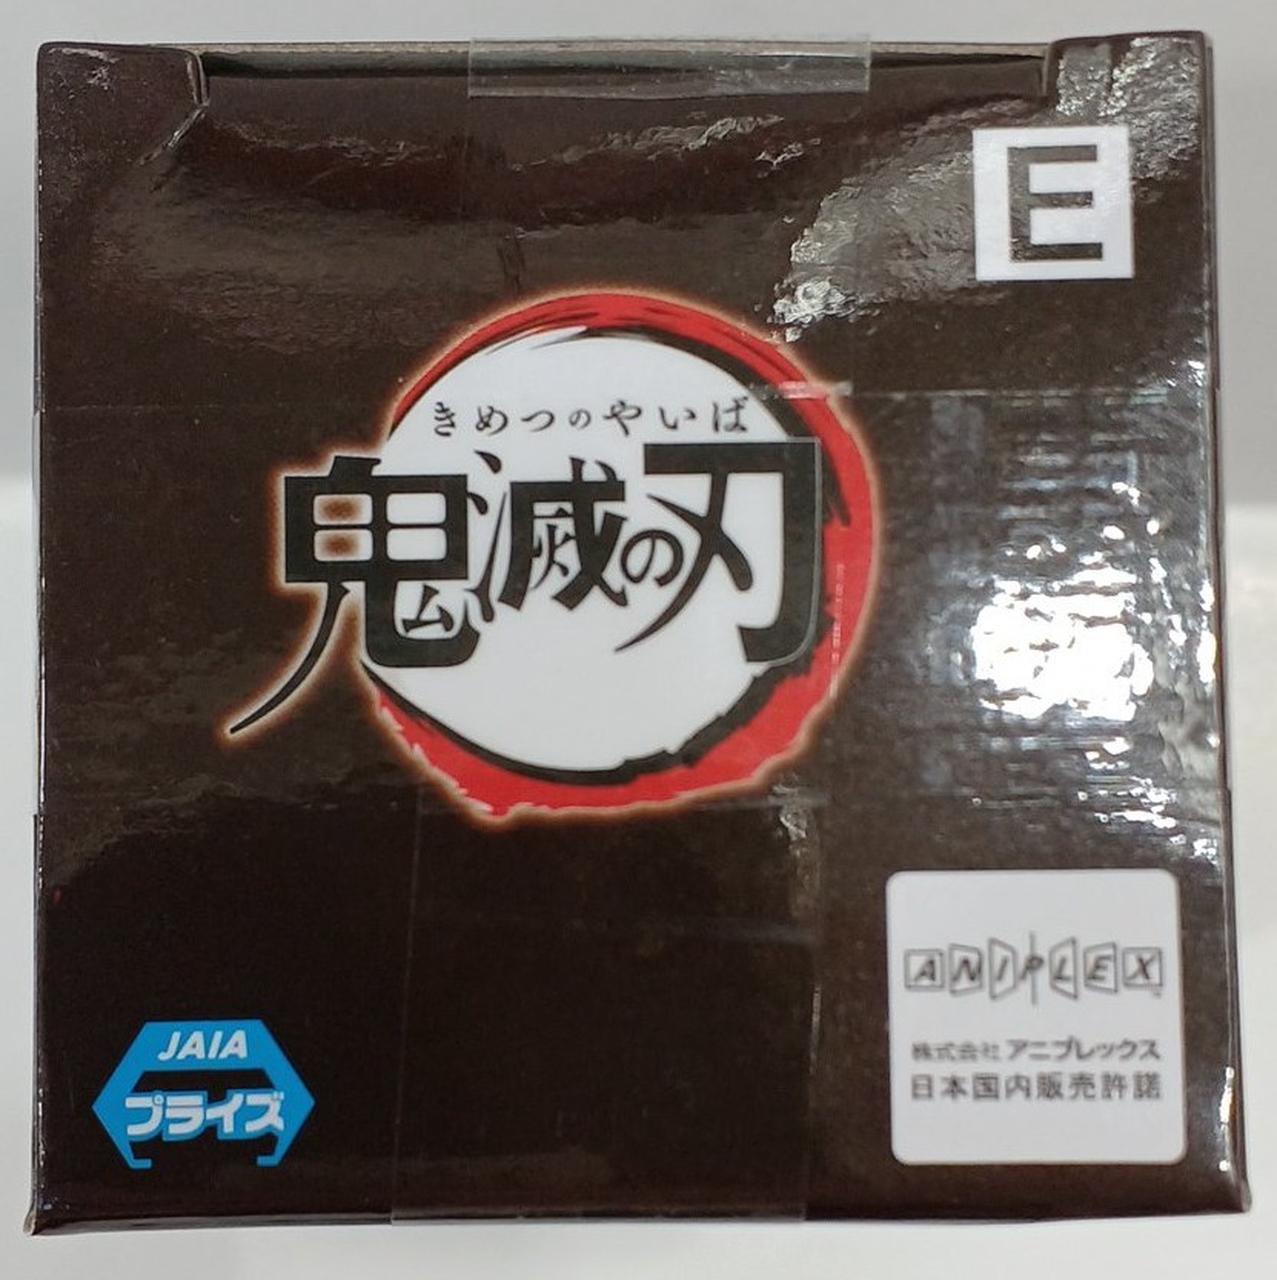 E
きめつのやいば
鬼滅の刃
ANIPLEX
株式会社アニプレックス
日本国内販売許諾
JAIA
プライズ